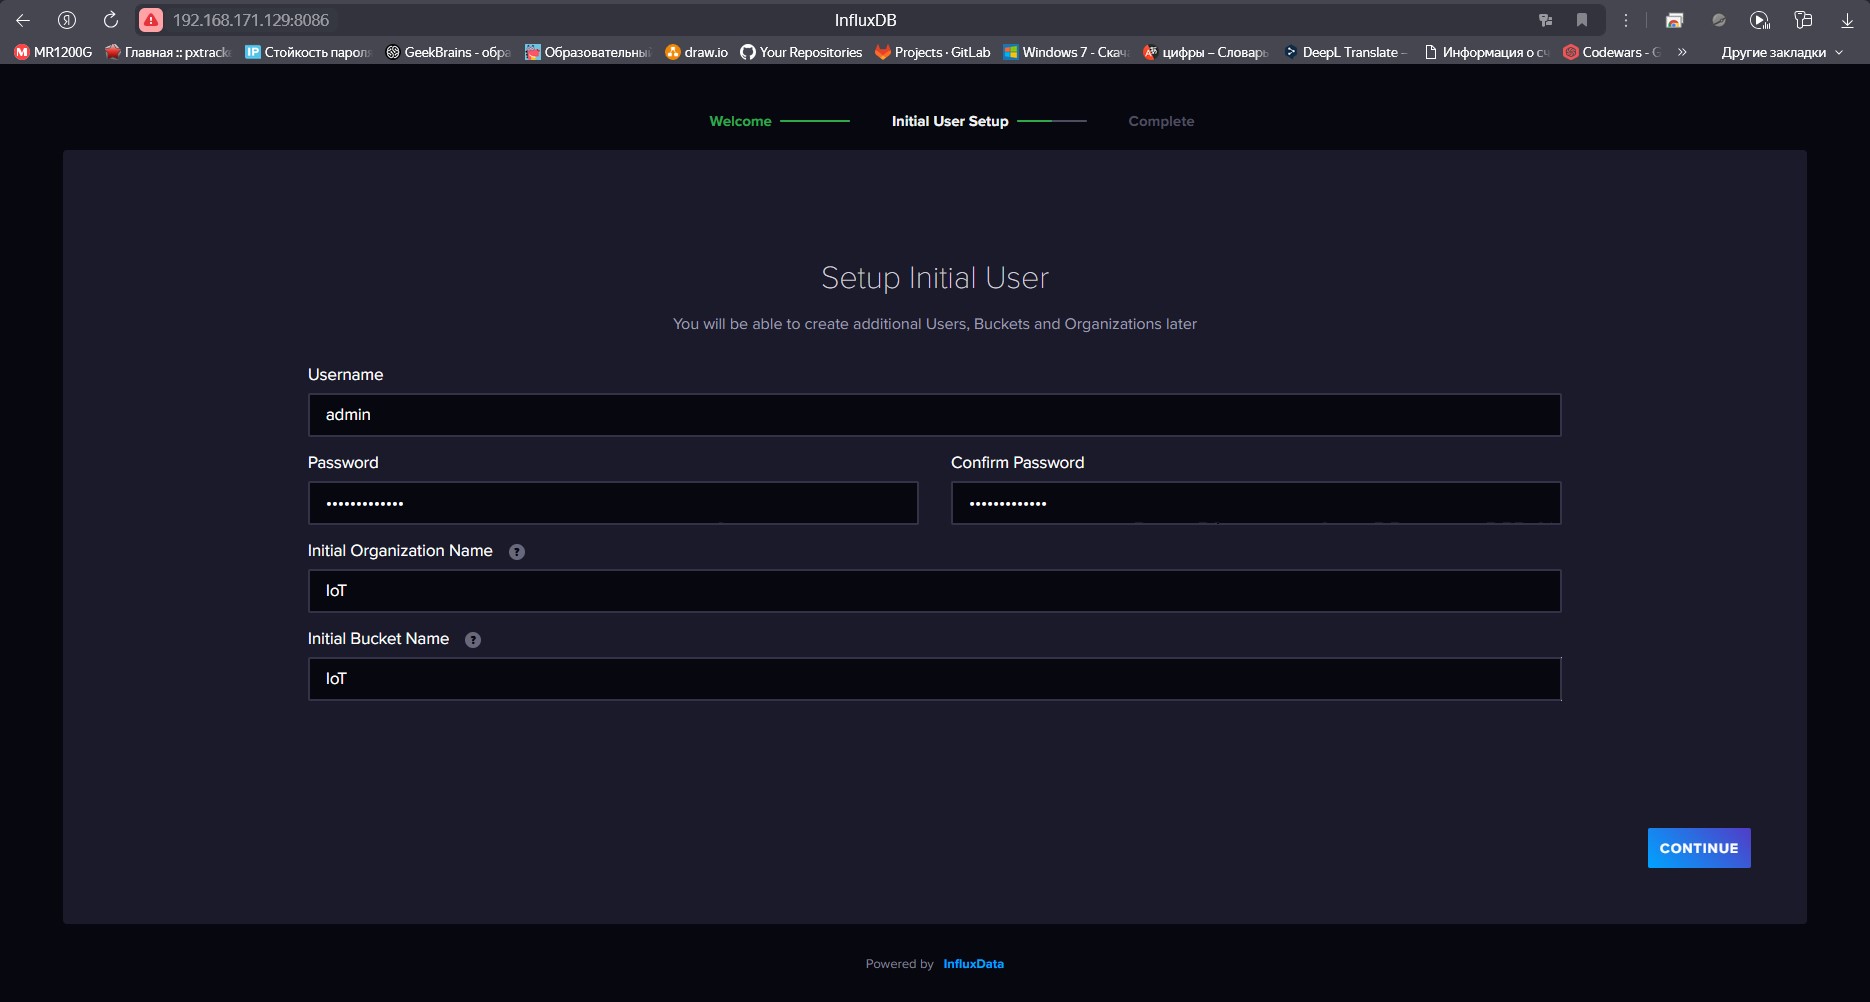 192.168.171.129:8086 InfluxDB
MR1200G Главная :: pxtrack Стойкость пароля GeekBrains - обра Образовательный draw.io Your Repositories Projects · GitLab Windows 7 - Скача цифры – Словарь DeepL Translate – Информация о сч Codewars - G » Другие закладки
Welcome Initial User Setup Complete
Setup Initial User
You will be able to create additional Users, Buckets and Organizations later
Username
admin
Password Confirm Password
••••••••••••• •••••••••••••
Initial Organization Name ?
IoT
Initial Bucket Name ?
IoT
CONTINUE
Powered by InfluxData